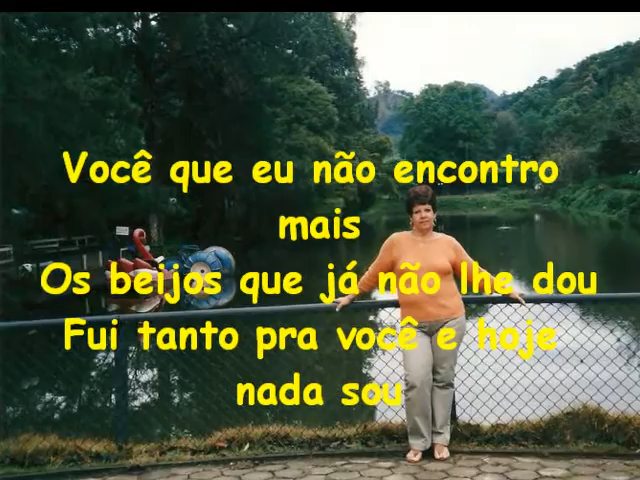 Você que eu não encontro
mais
Os beijos que já não lhe dou
Fui tanto pra você e hoje
nada sou